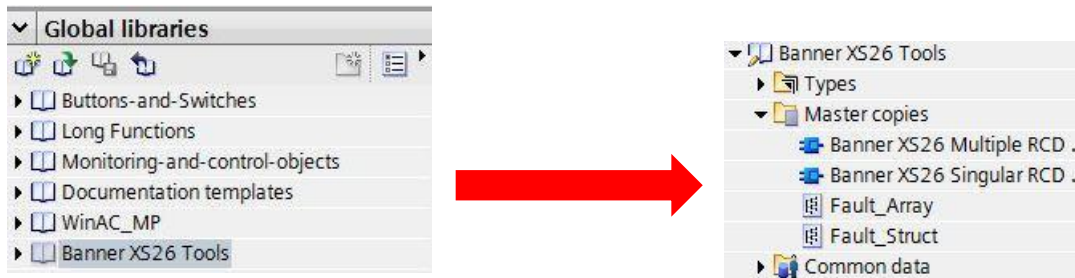 Global libraries
Buttons-and-Switches
Long Functions
Monitoring-and-control-objects
Documentation templates
WinAC_MP
Banner XS26 Tools
Banner XS26 Tools
Types
Master copies
Banner XS26 Multiple RCD .
Banner XS26 Singular RCD .
Fault_Array
Fault_Struct
Common data